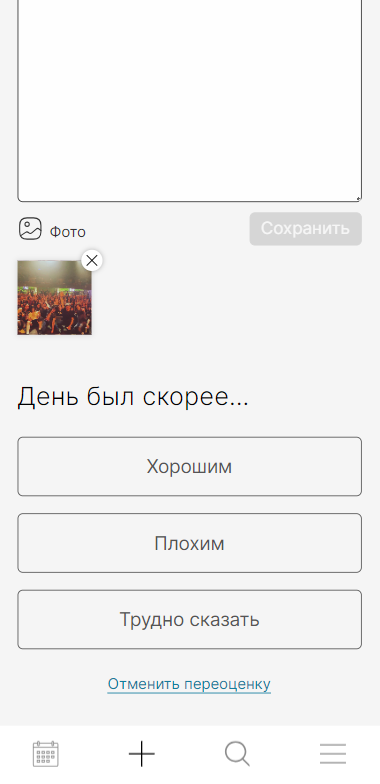 Фото
Сохранить
День был скорее...
Хорошим
Плохим
Трудно сказать
Отменить переоценку